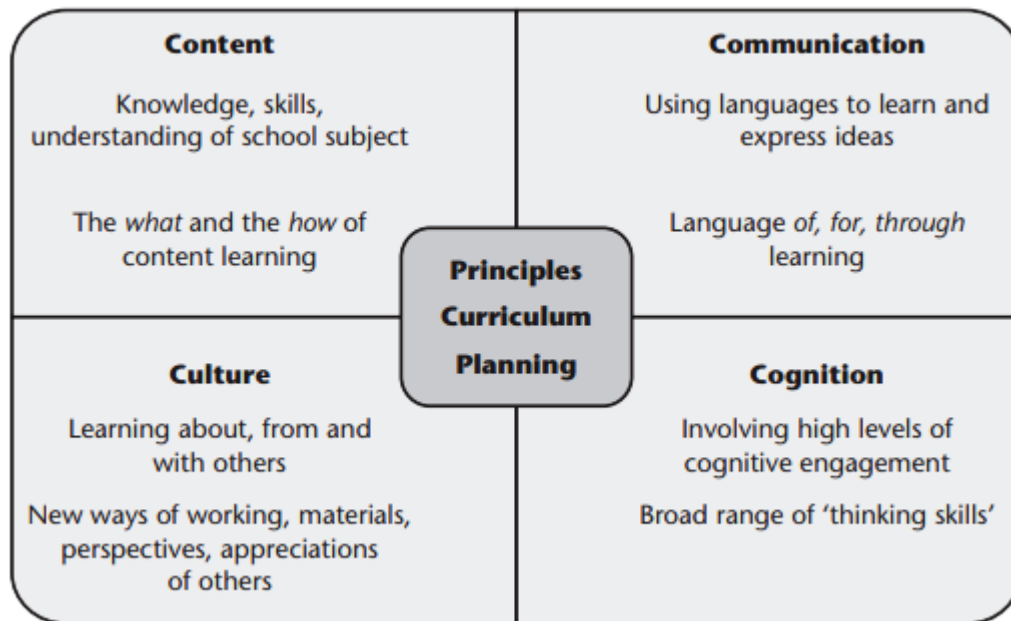 Content
Knowledge, skills,
understanding of school subject
The what and the how of
content learning
Communication
Using languages to learn and
express ideas
Language of, for, through
learning
Principles
Curriculum
Planning
Culture
Learning about, from and
with others
New ways of working, materials,
perspectives, appreciations
of others
Cognition
Involving high levels of
cognitive engagement
Broad range of ‘thinking skills’